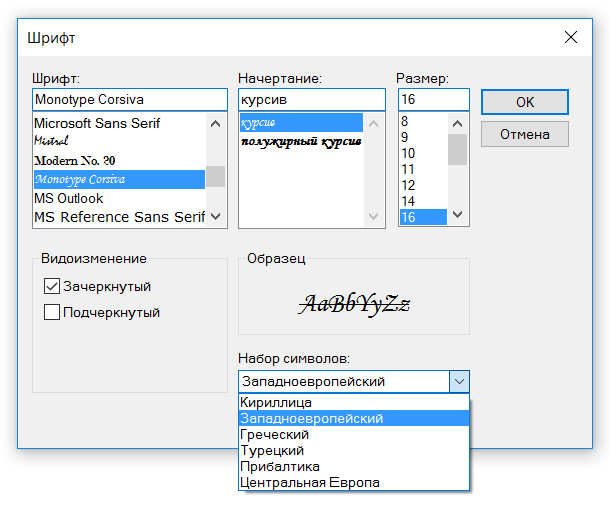 Шрифт
Шрифт:
Monotype Corsiva
Microsoft Sans Serif
Mistral
Modern No. 20
Monotype Corsiva
MS Outlook
MS Reference Sans Serif
Начертание:
курсив
курсив
полужирный курсив
Размер:
16
8
9
10
11
12
14
16
OK
Отмена
Видоизменение
Зачеркнутый
Подчеркнутый
Образец
AaBbYyZz
Набор символов:
Западноевропейский
Кириллица
Западноевропейский
Греческий
Турецкий
Прибалтика
Центральная Европа